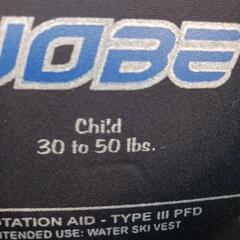 JOBE
Child
30 to 50 lbs.
TATION AID - TYPE III PFD
NTENDED USE: WATER SKI VEST